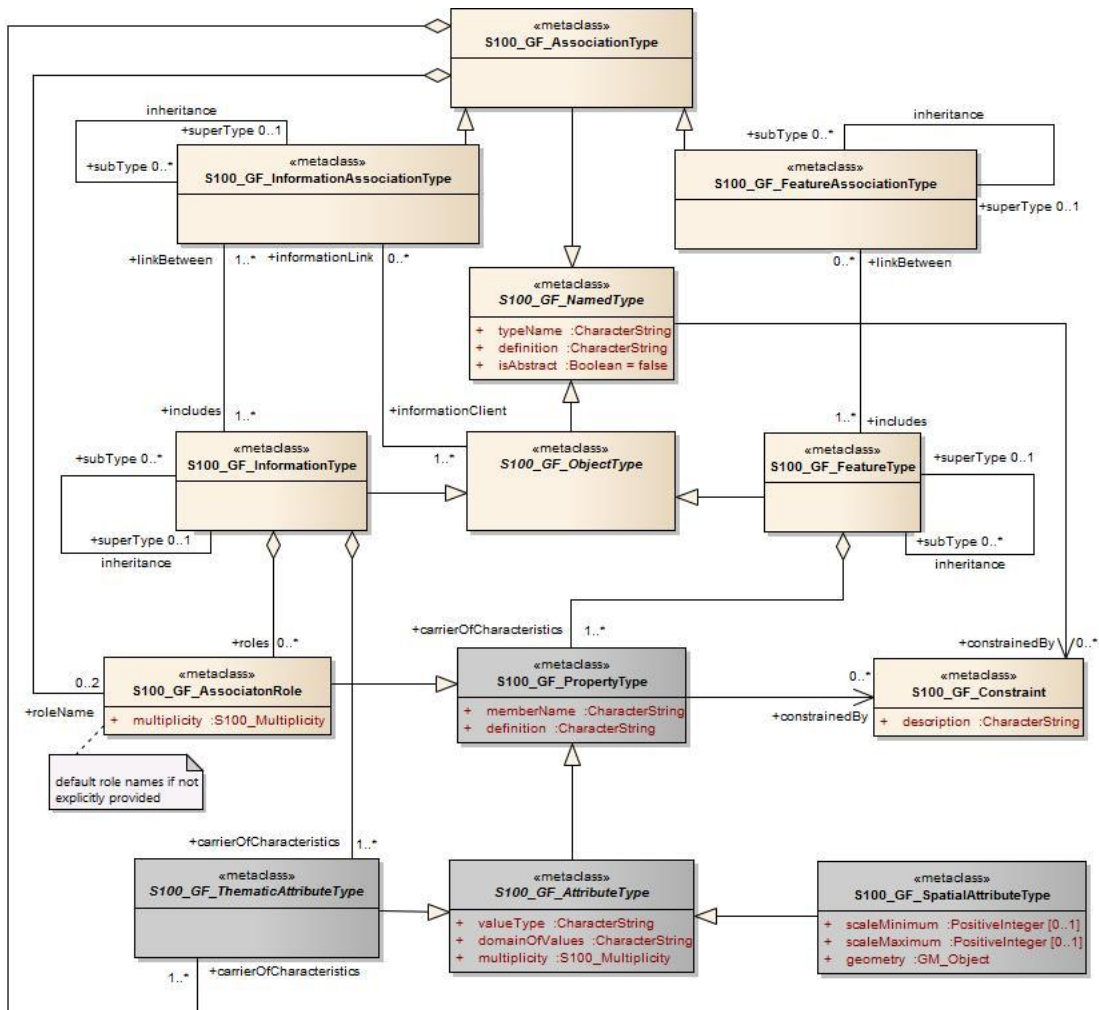 «metaclass»
S100_GF_AssociationType
inheritance
+superType 0..1
+subType 0..*
«metaclass»
S100_GF_InformationAssociationType
inheritance
+subType 0..*
«metaclass»
S100_GF_FeatureAssociationType
+superType 0..1
+linkBetween
1..*
+informationLink
0..*
0..*
+linkBetween
«metaclass»
S100_GF_NamedType
+ typeName :CharacterString
+ definition :CharacterString
+ isAbstract :Boolean = false
+includes
1..*
+informationClient
1..*
1..*
+includes
«metaclass»
S100_GF_InformationType
+subType 0..*
+superType 0..1
inheritance
«metaclass»
S100_GF_ObjectType
«metaclass»
S100_GF_FeatureType
+superType 0..1
+subType 0..*
inheritance
+roles
0..*
+carrierOfCharacteristics
1..*
+constrainedBy
0..*
«metaclass»
S100_GF_AssociatonRole
+ multiplicity :S100_Multiplicity
0..2
+roleName
«metaclass»
S100_GF_PropertyType
+ memberName :CharacterString
+ definition :CharacterString
0..*
+constrainedBy
«metaclass»
S100_GF_Constraint
+ description :CharacterString
default role names if not
explicitly provided
+carrierOfCharacteristics
1..*
«metaclass»
S100_GF_ThematicAttributeType
«metaclass»
S100_GF_AttributeType
+ valueType :CharacterString
+ domainOfValues :CharacterString
+ multiplicity :S100_Multiplicity
«metaclass»
S100_GF_SpatialAttributeType
+ scaleMinimum :PositiveInteger [0..1]
+ scaleMaximum :PositiveInteger [0..1]
+ geometry :GM_Object
+carrierOfCharacteristics
1..*